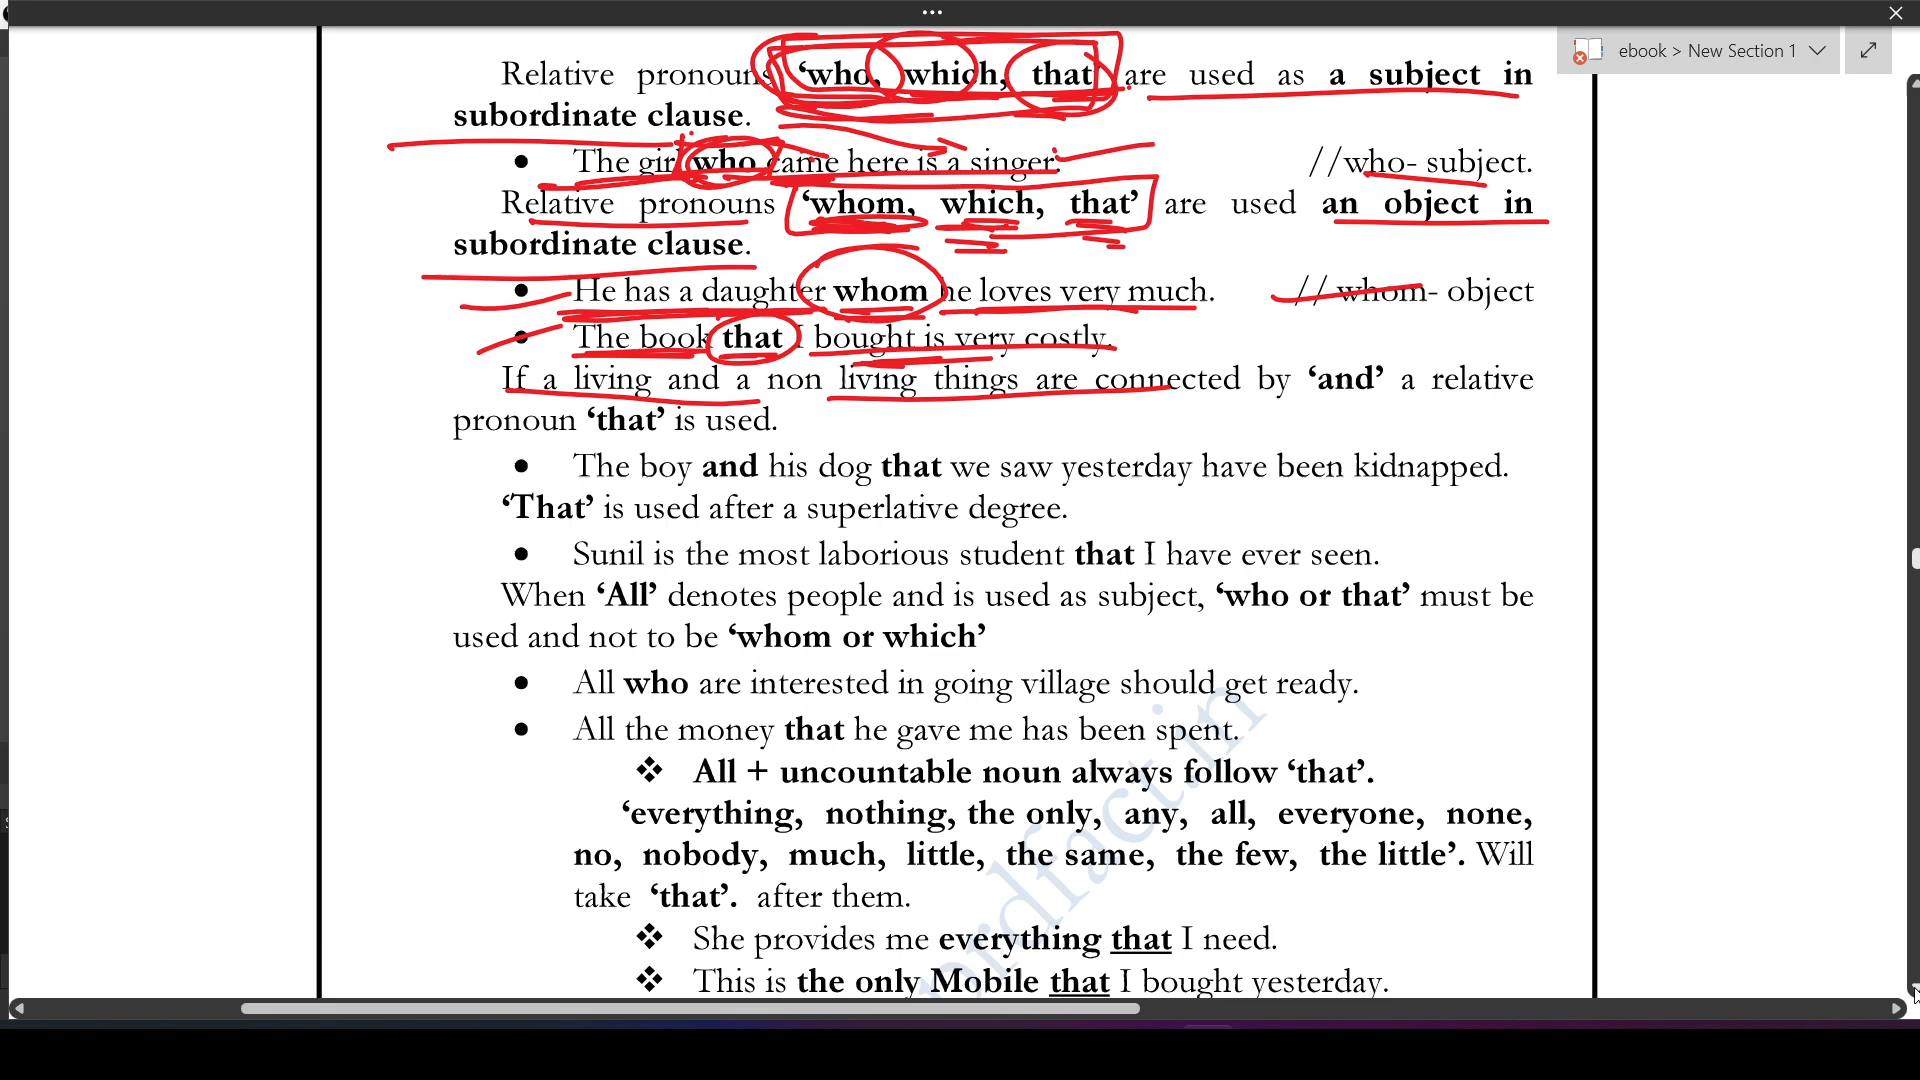 ebook > New Section 1
Relative pronouns ‘who, which, that’ are used as a subject in
subordinate clause.
● The girl who came here is a singer. //who- subject.
Relative pronouns ‘whom, which, that’ are used an object in
subordinate clause.
● He has a daughter whom he loves very much. // whom- object
● The book that I bought is very costly.
If a living and a non living things are connected by ‘and’ a relative
pronoun ‘that’ is used.
● The boy and his dog that we saw yesterday have been kidnapped.
‘That’ is used after a superlative degree.
● Sunil is the most laborious student that I have ever seen.
When ‘All’ denotes people and is used as subject, ‘who or that’ must be
used and not to be ‘whom or which’
● All who are interested in going village should get ready.
● All the money that he gave me has been spent.
❖ All + uncountable noun always follow ‘that’.
‘everything, nothing, the only, any, all, everyone, none,
no, nobody, much, little, the same, the few, the little’. Will
take ‘that’. after them.
❖ She provides me everything that I need.
❖ This is the only Mobile that I bought yesterday.